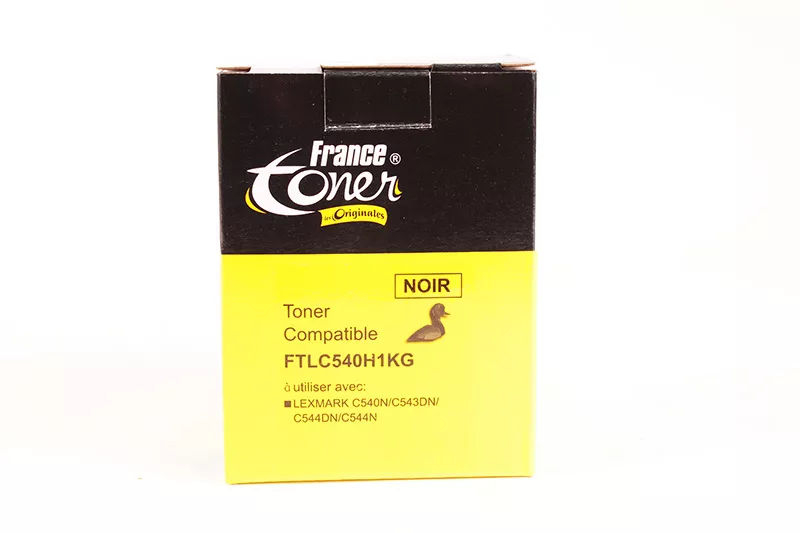 France ®
Toner
les Originales
NOIR
Toner
Compatible
FTLC540H1KG
à utiliser avec:
LEXMARK C540N/C543DN/
C544DN/C544N